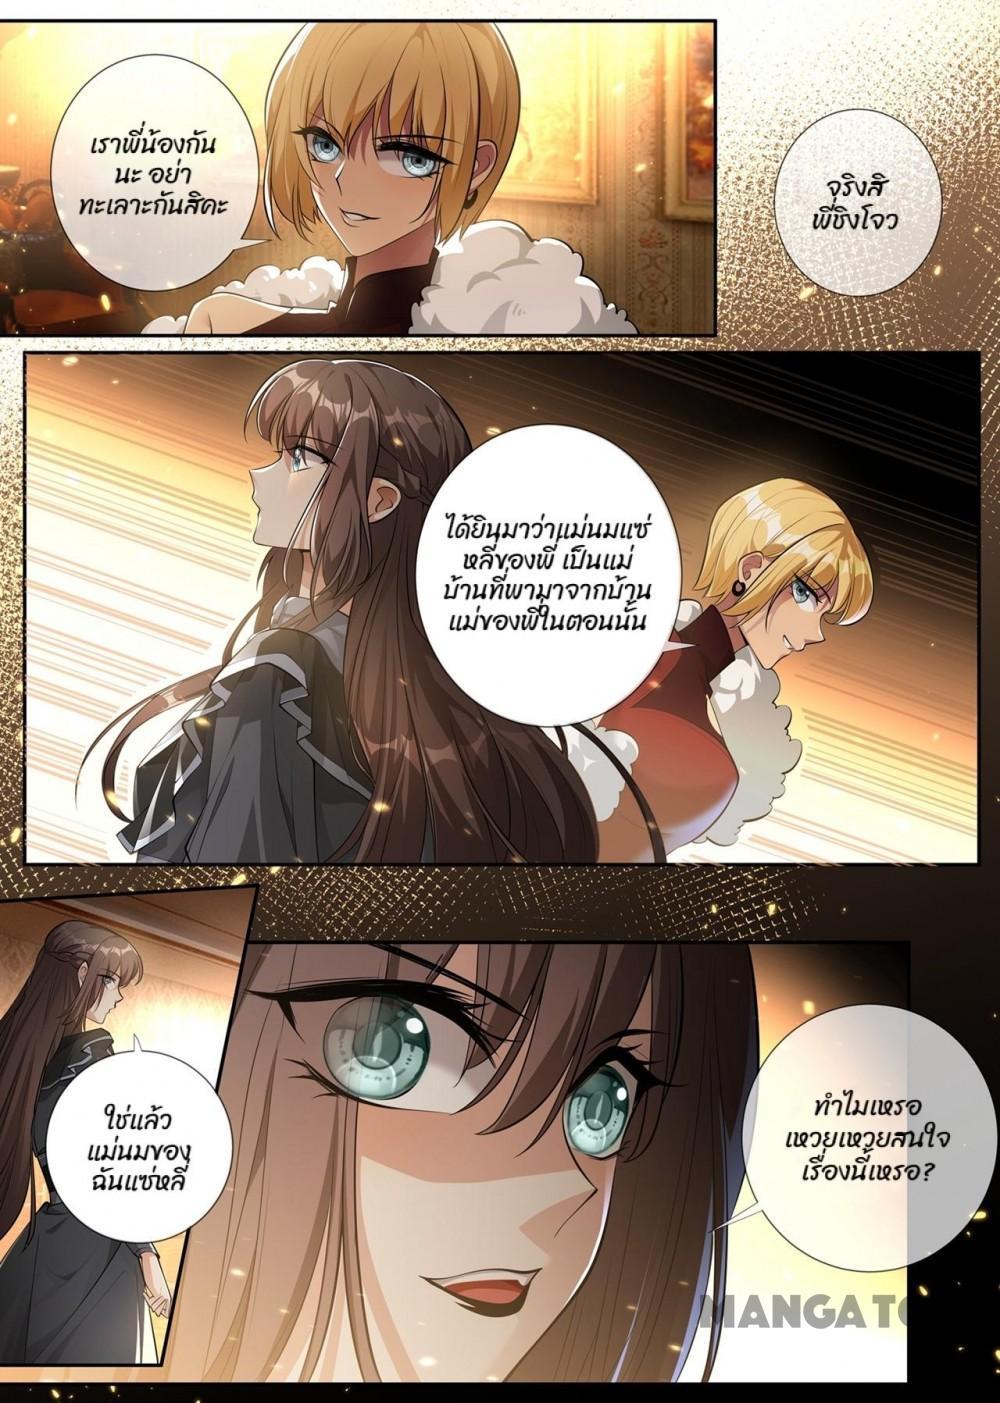 เราพี่น้องกัน
นะ อย่า
ทะเลาะกันสิคะ
จริงสิ
พี่ชิงโจว
ได้ยินมาว่าแม่นมแซ่
หลี่ของพี่ เป็นแม่
บ้านที่พามาจากบ้าน
แม่ของพี่ในตอนนั้น
ใช่แล้ว
แม่นมของ
ฉันแซ่หลี่
ทำไมเหรอ
เหวยเหวยสนใจ
เรื่องนี้เหรอ?
MANGATO